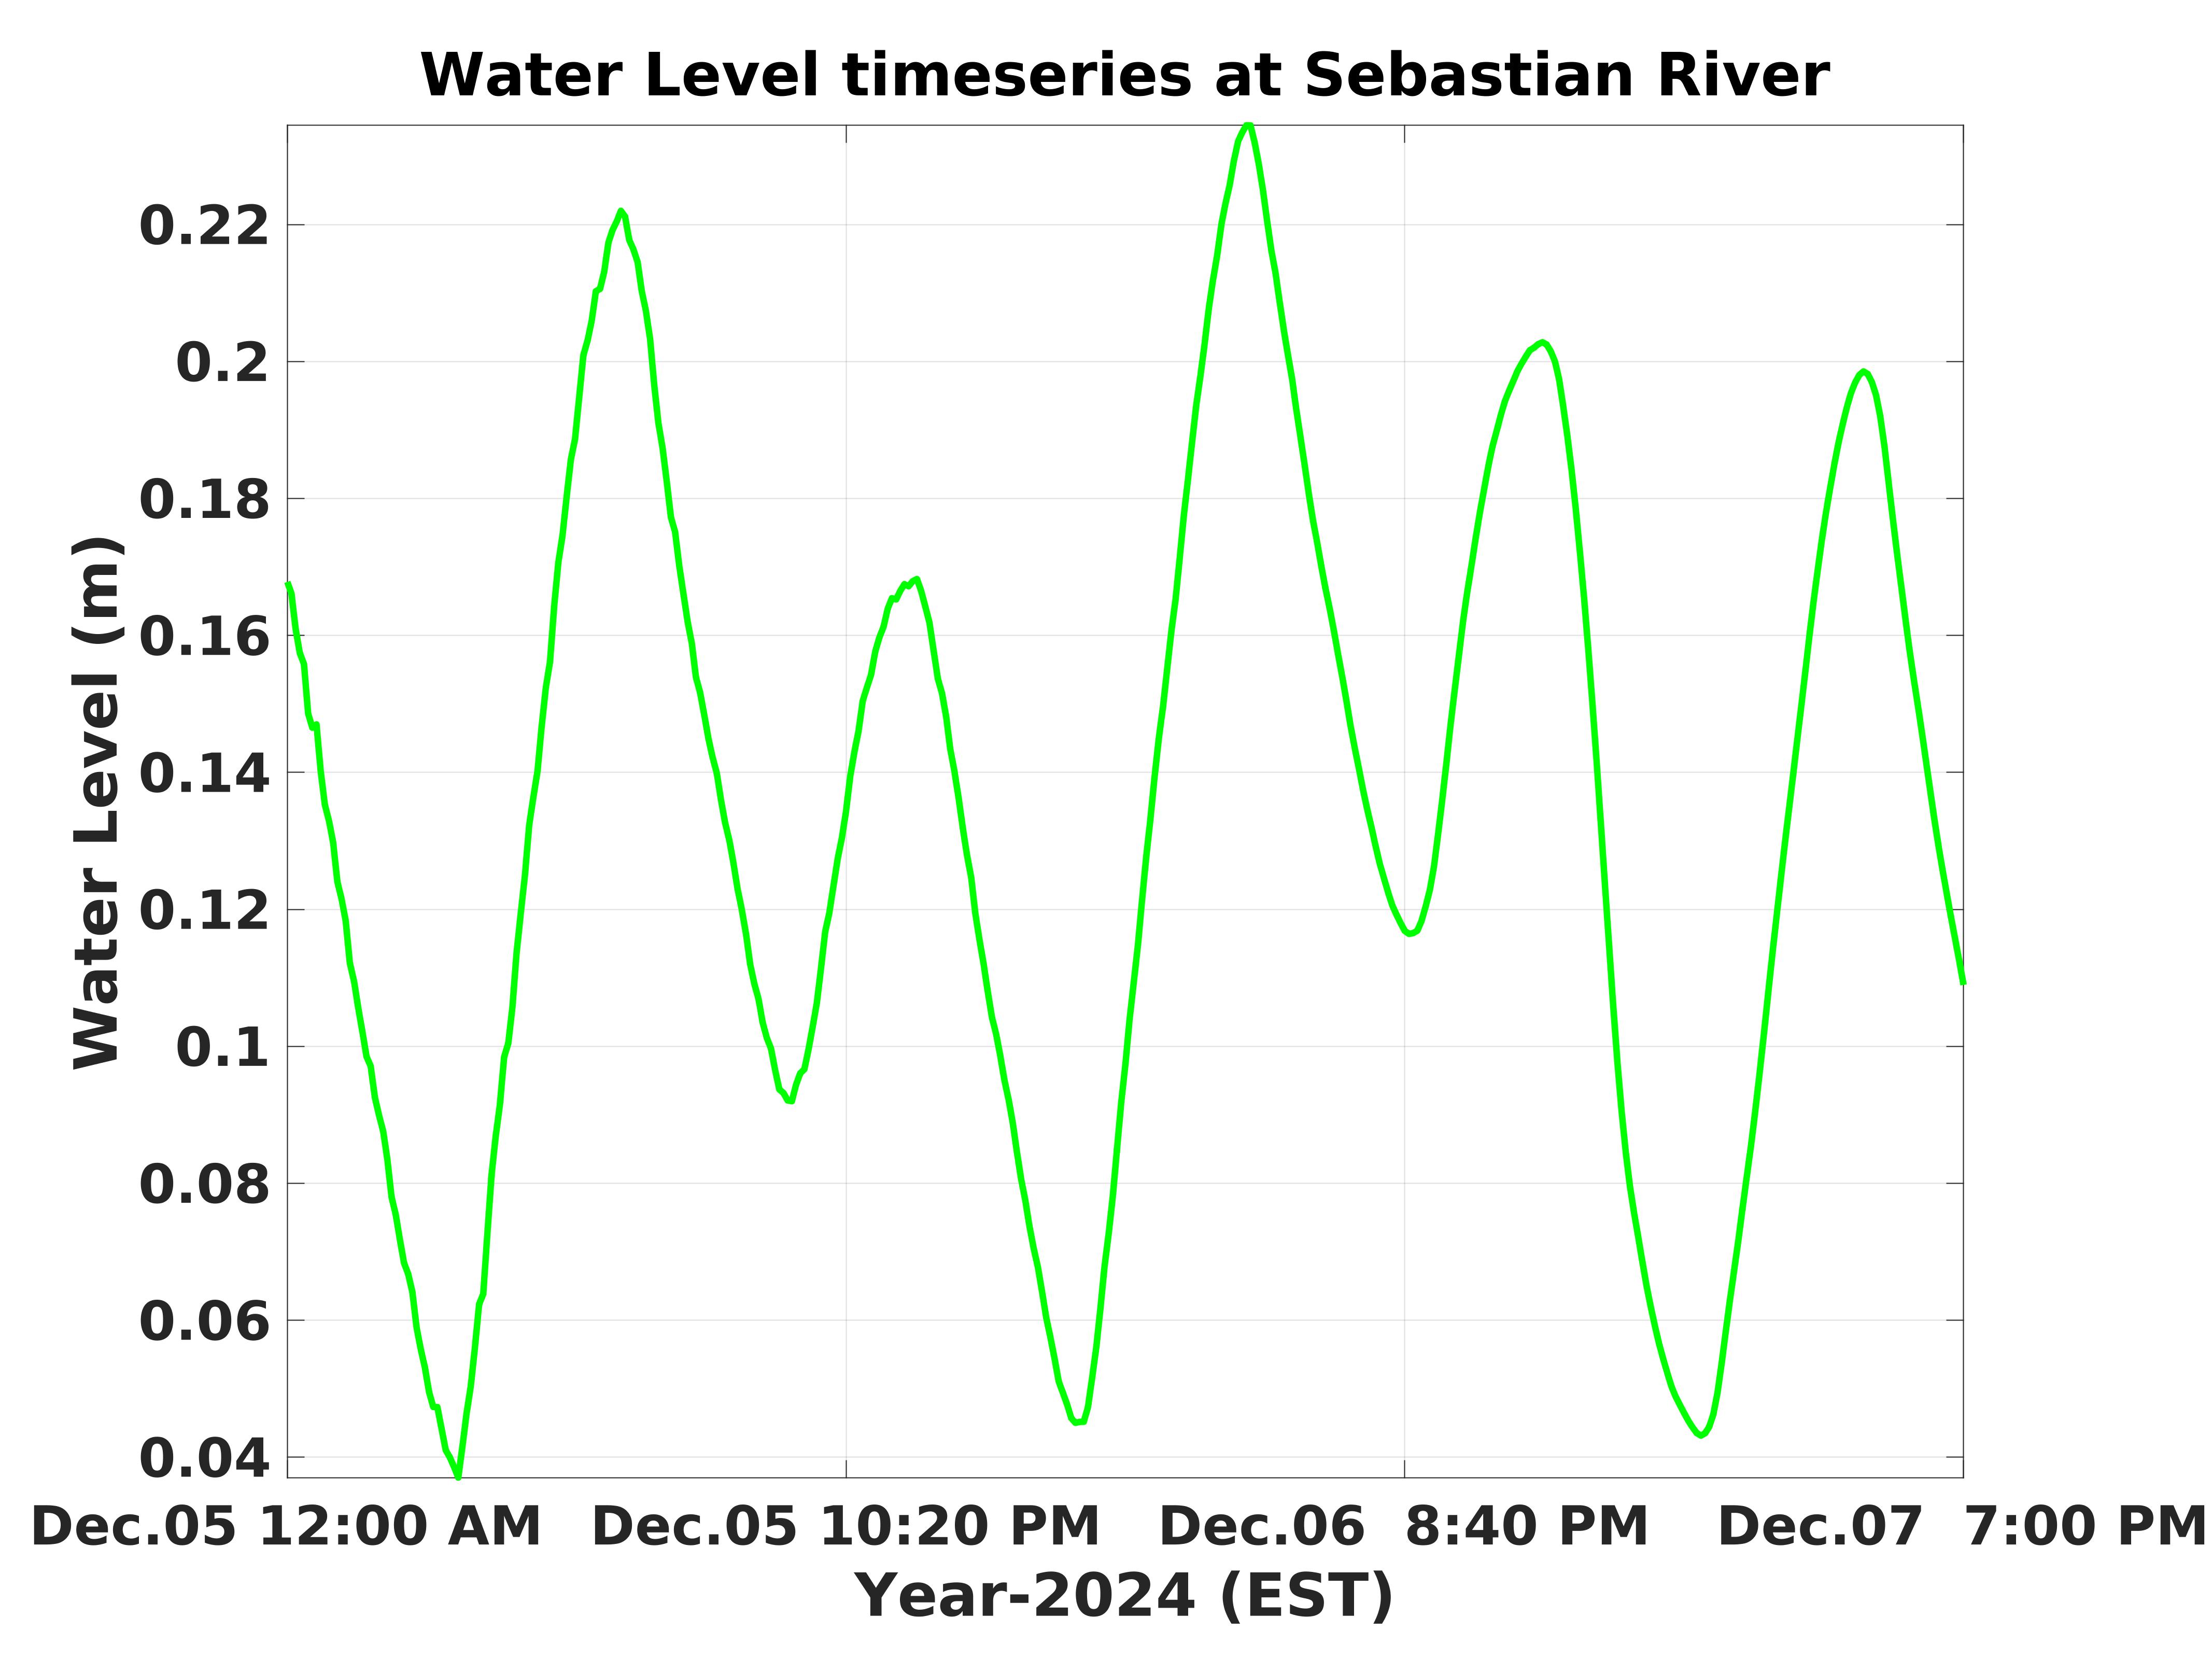 Water Level timeseries at Sebastian River
Water Level (m)
0.22
0.2
0.18
0.16
0.14
0.12
0.1
0.08
0.06
0.04
Dec.05 12:00 AM
Dec.05 10:20 PM
Dec.06 8:40 PM
Dec.07 7:00 PM
Year-2024 (EST)